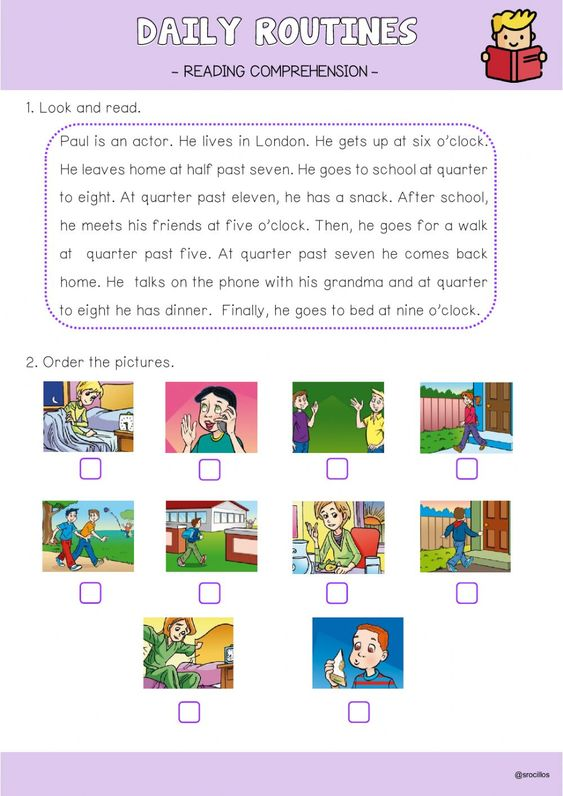 DAILY ROUTINES
- READING COMPREHENSION -
1. Look and read.
Paul is an actor. He lives in London. He gets up at six o'clock.
He leaves home at half past seven. He goes to school at quarter
to eight. At quarter past eleven, he has a snack. After school,
he meets his friends at five o'clock. Then, he goes for a walk
at quarter past five. At quarter past seven he comes back
home. He talks on the phone with his grandma and at quarter
to eight he has dinner. Finally, he goes to bed at nine o'clock.
2. Order the pictures.
@srocillos